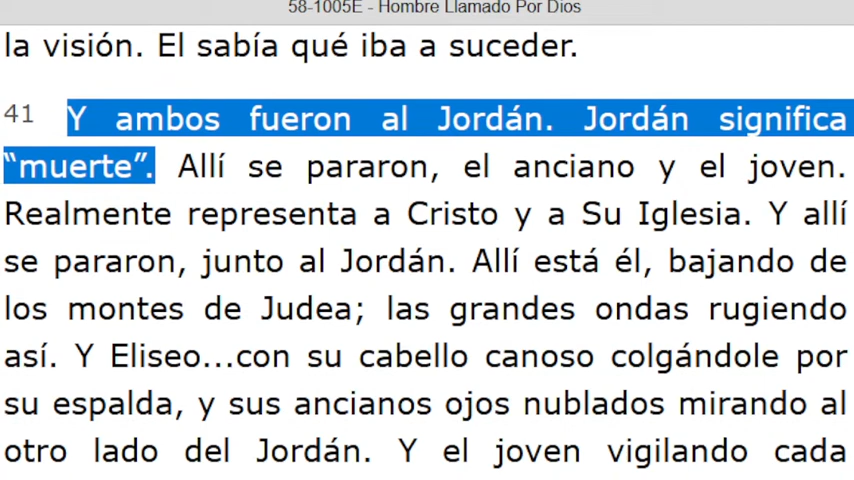 58-1005E - Hombre Llamado Por Dios
la visión. El sabía qué iba a suceder.
41 Y ambos fueron al Jordán. Jordán significa
“muerte”. Allí se pararon, el anciano y el joven.
Realmente representa a Cristo y a Su Iglesia. Y allí
se pararon, junto al Jordán. Allí está él, bajando de
los montes de Judea; las grandes ondas rugiendo
así. Y Eliseo...con su cabello canoso colgándole por
su espalda, y sus ancianos ojos nublados mirando al
otro lado del Jordán. Y el joven vigilando cada